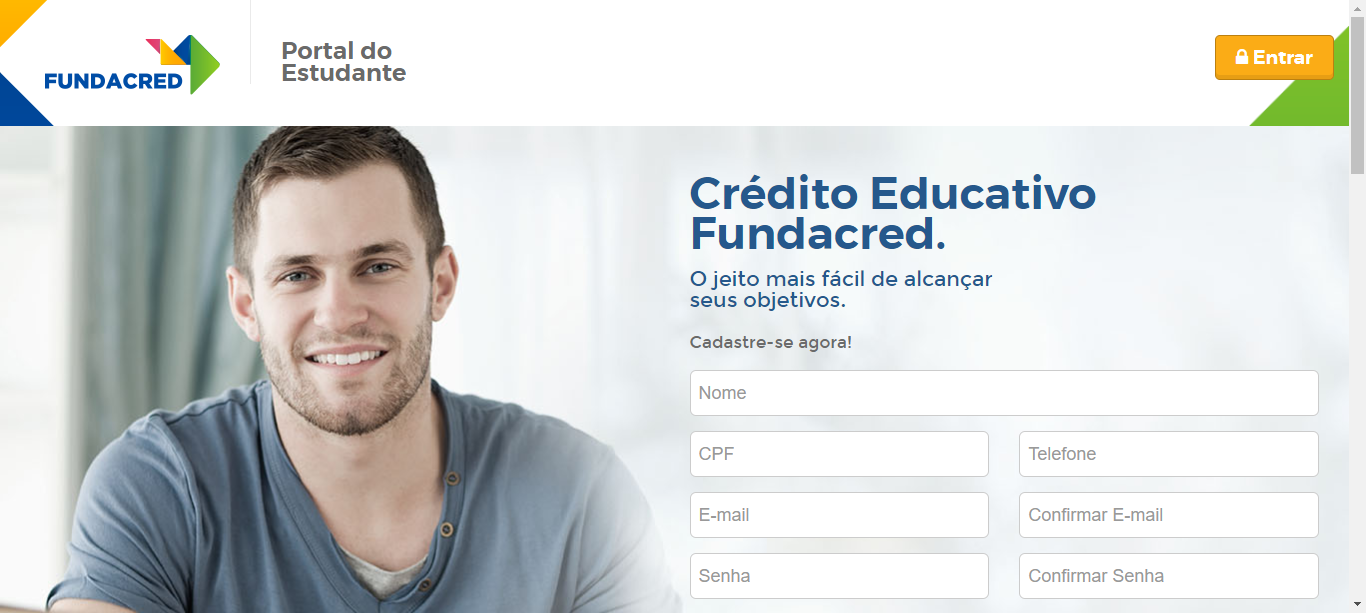 FUNDACRED
Portal do
Estudante
Entrar
Crédito Educativo
Fundacred.
O jeito mais fácil de alcançar
seus objetivos.
Cadastre-se agora!
Nome
CPF
Telefone
E-mail
Confirmar E-mail
Senha
Confirmar Senha